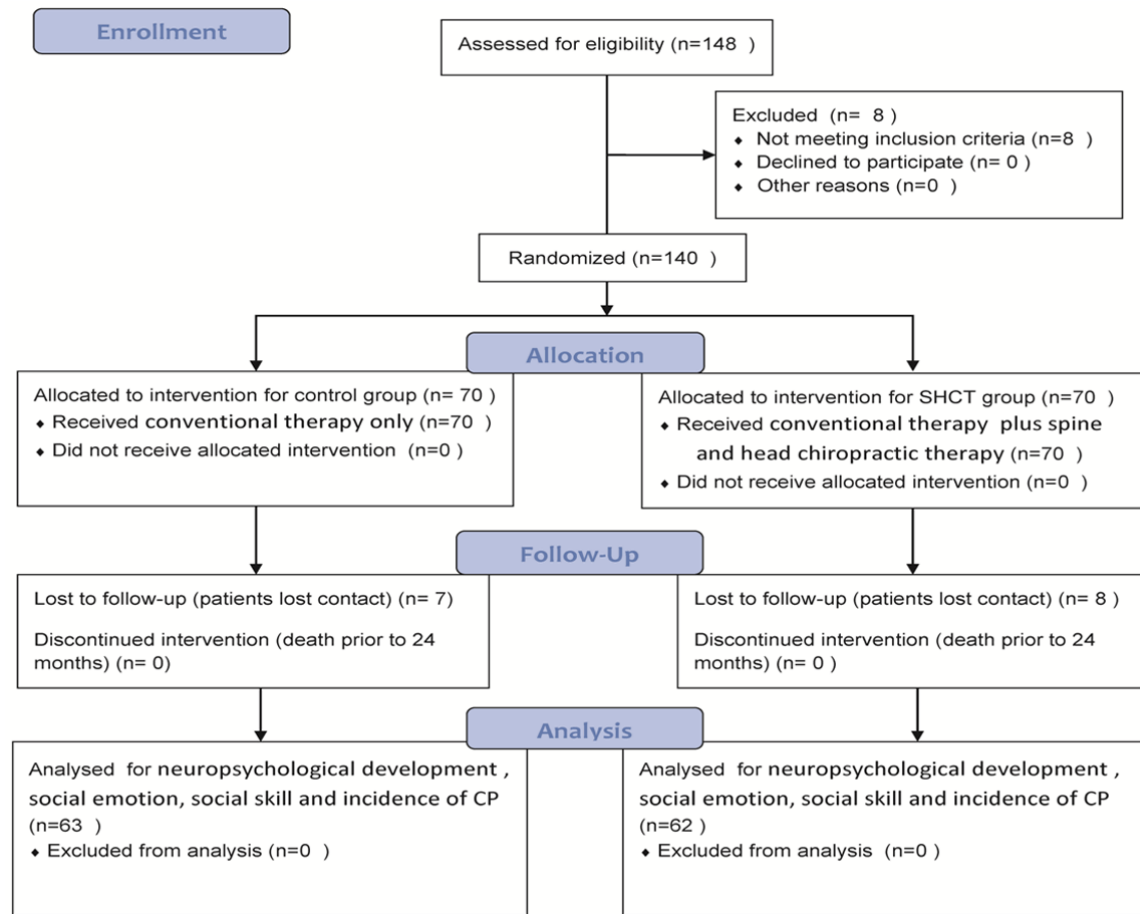 Enrollment
Assessed for eligibility (n=148 )
Excluded (n= 8 )
◆ Not meeting inclusion criteria (n=8 )
◆ Declined to participate (n= 0 )
◆ Other reasons (n=0 )
Randomized (n=140 )
Allocation
Allocated to intervention for control group (n= 70 )
◆ Received conventional therapy only (n=70 )
◆ Did not receive allocated intervention (n=0 )
Allocated to intervention for SHCT group (n=70 )
◆ Received conventional therapy plus spine
and head chiropractic therapy (n=70 )
◆ Did not receive allocated intervention (n=0 )
Follow-Up
Lost to follow-up (patients lost contact) (n= 7)
Discontinued intervention (death prior to 24
months) (n= 0)
Lost to follow-up (patients lost contact) (n= 8 )
Discontinued intervention (death prior to 24
months) (n= 0 )
Analysis
Analysed for neuropsychological development ,
social emotion, social skill and incidence of CP
(n=63 )
◆ Excluded from analysis (n=0 )
Analysed for neuropsychological development ,
social emotion, social skill and incidence of CP
(n=62 )
◆ Excluded from analysis (n=0 )